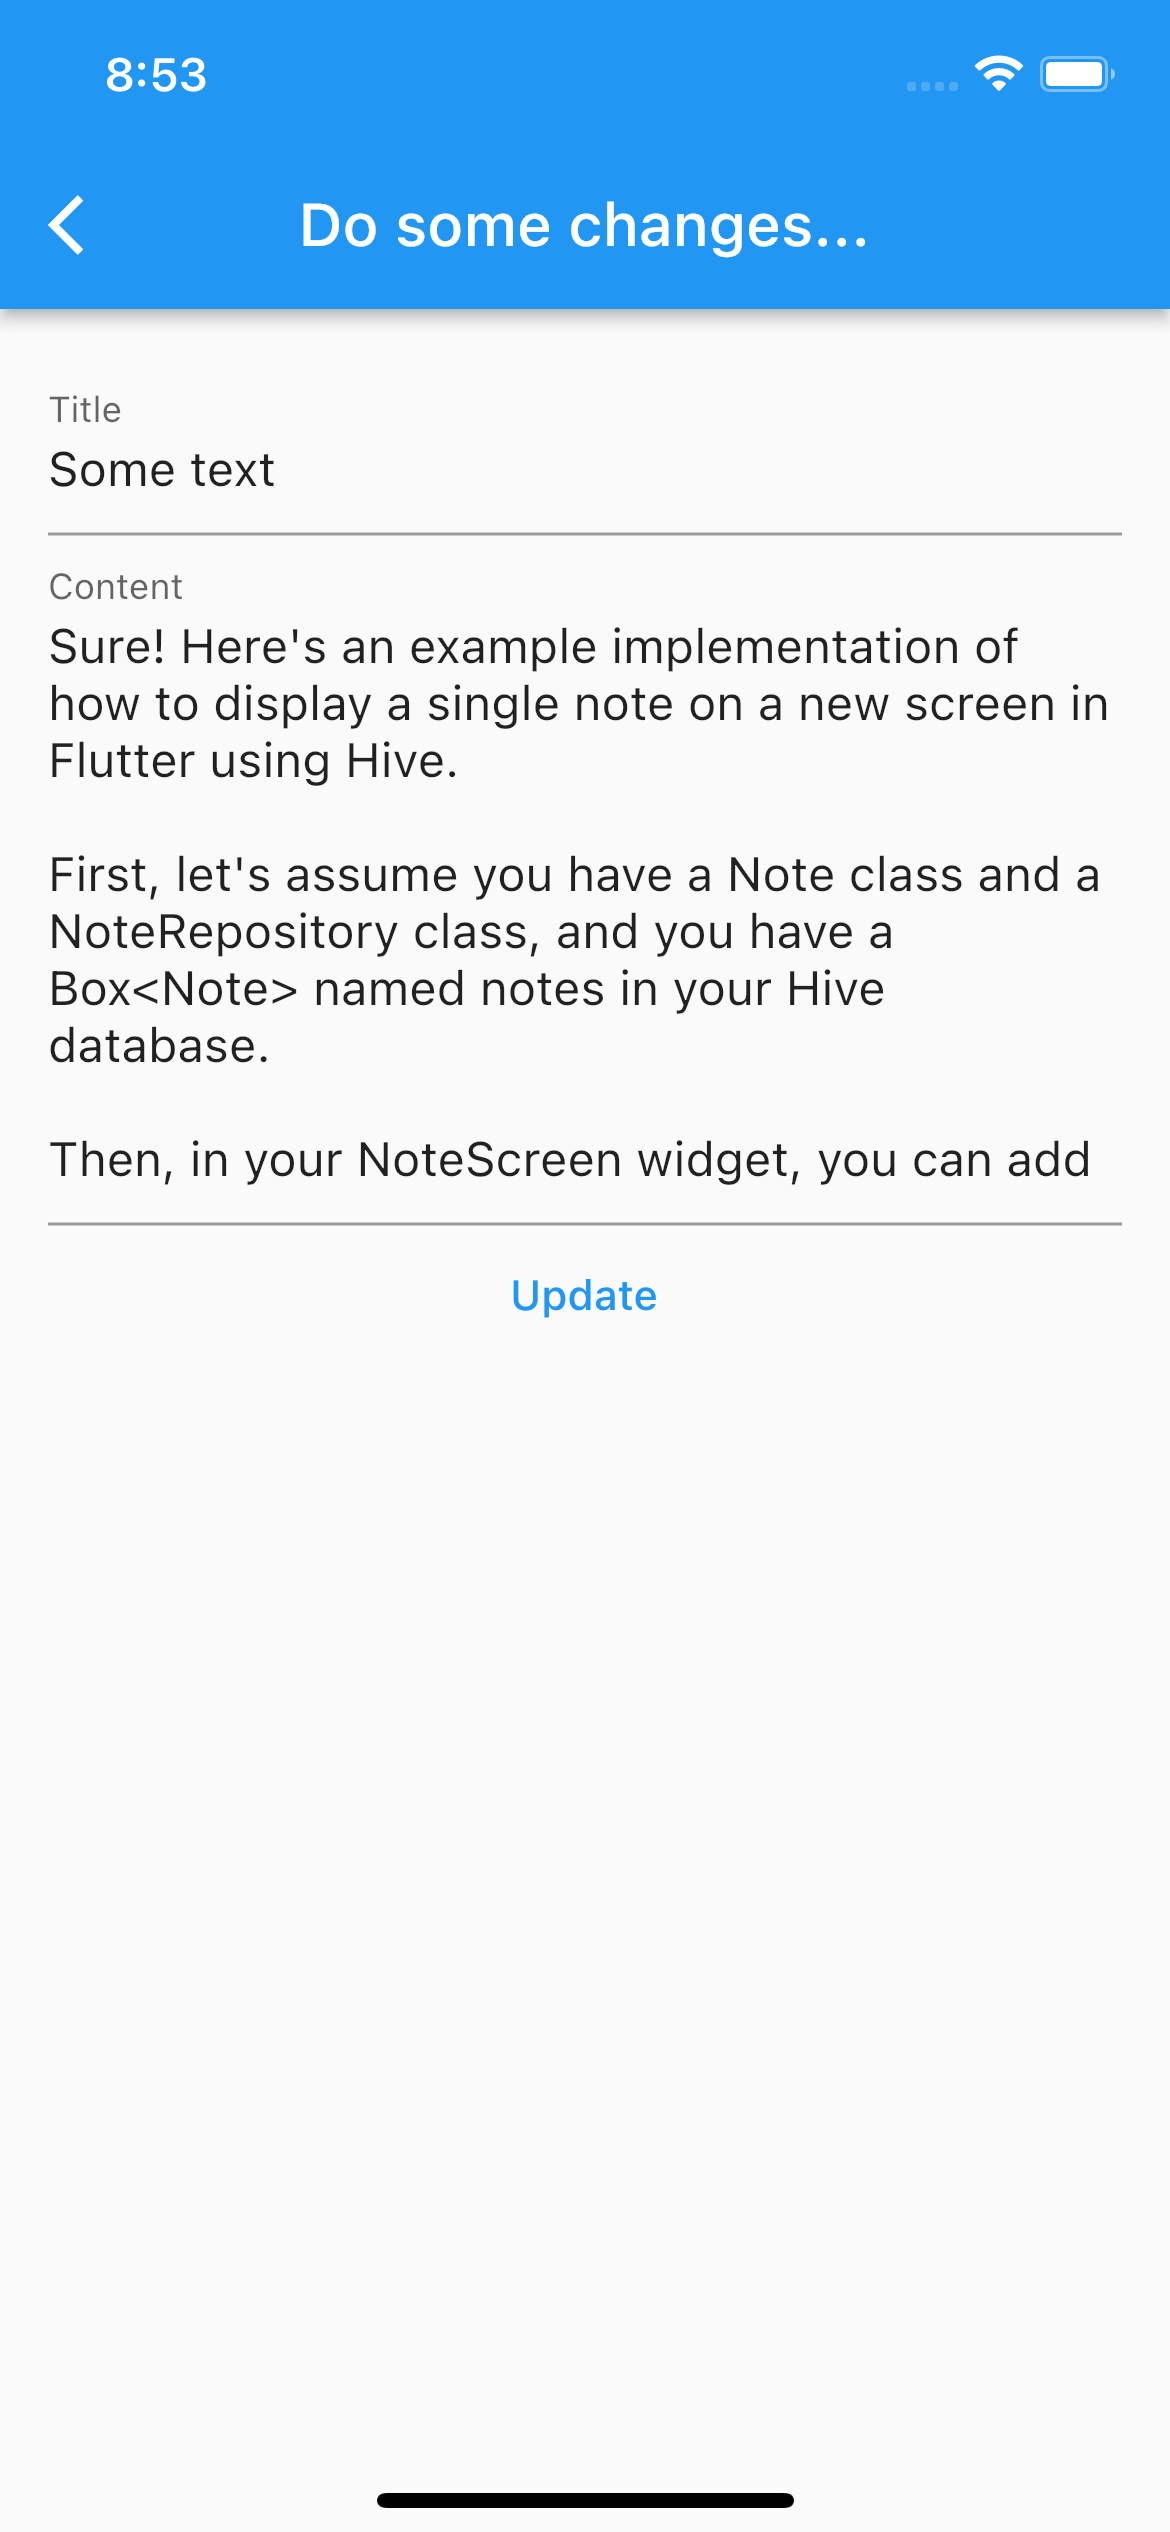 8:53
Do some changes...
Title
Some text
Content
Sure! Here's an example implementation of
how to display a single note on a new screen in
Flutter using Hive.
First, let's assume you have a Note class and a
NoteRepository class, and you have a
Box<Note> named notes in your Hive
database.
Then, in your NoteScreen widget, you can add
Update